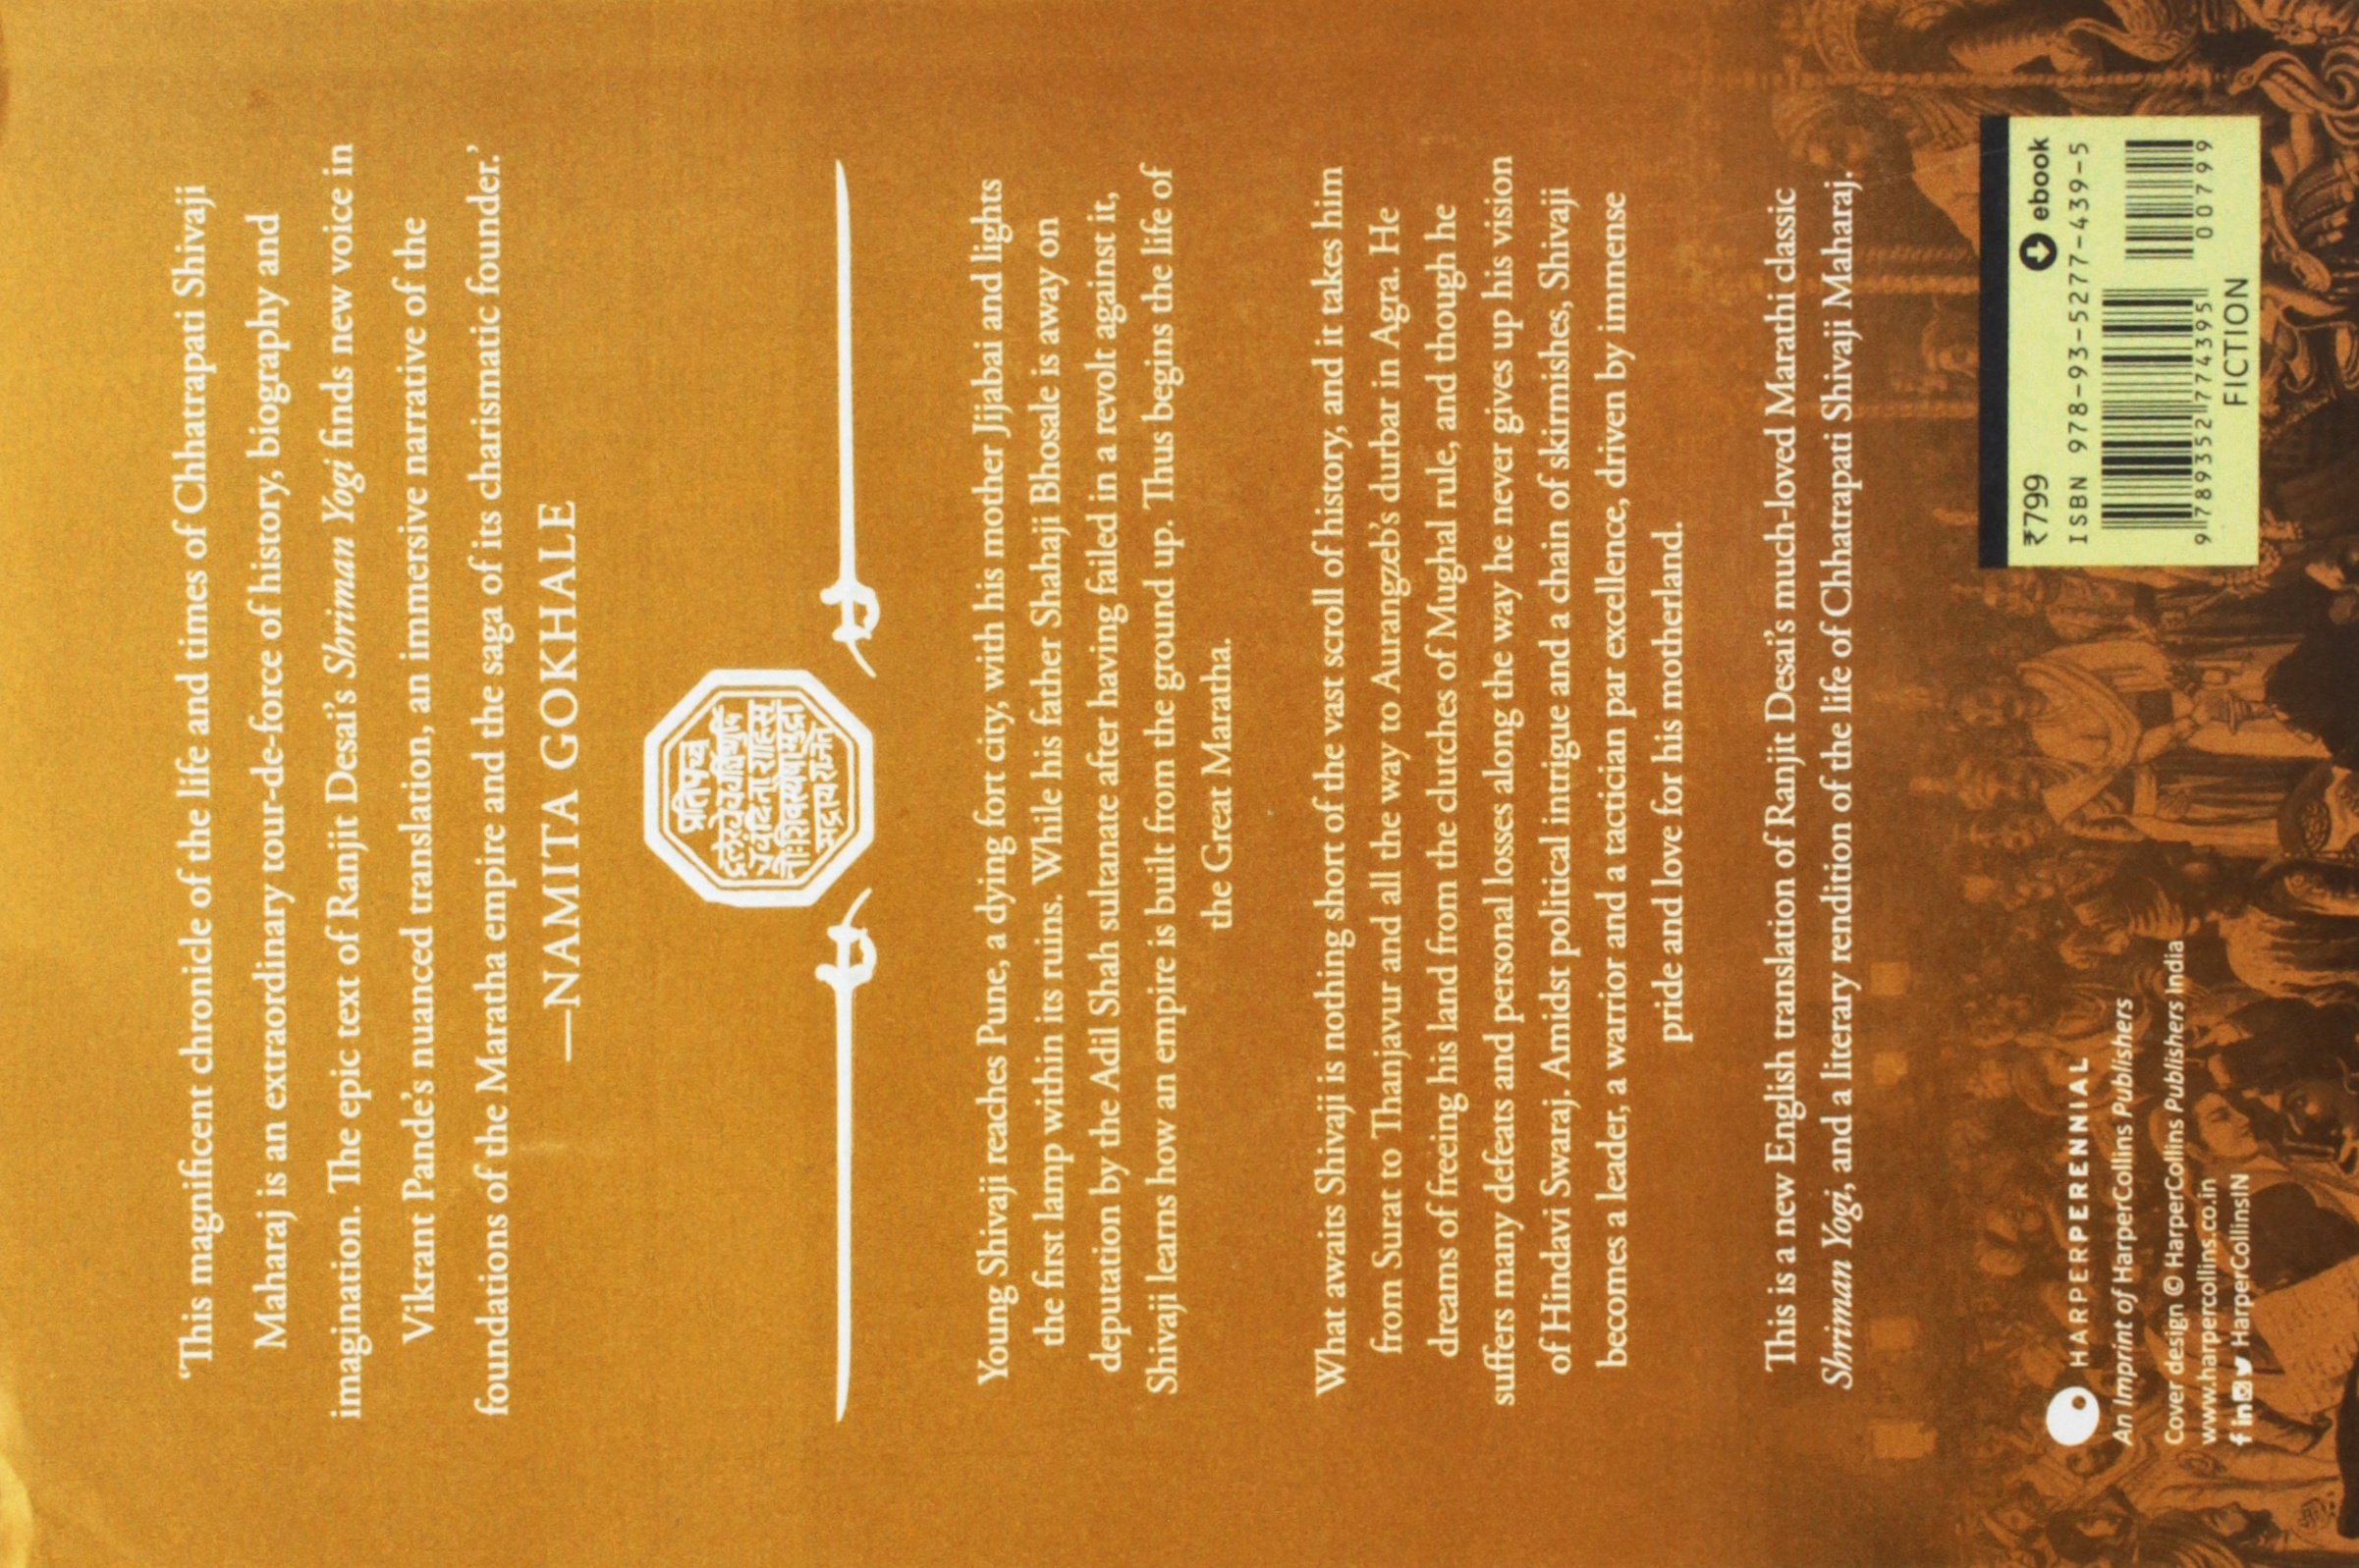 ‘This magnificent chronicle of the life and times of Chhatrapati Shivaji
Maharaj is an extraordinary tour-de-force of history, biography and
imagination. The epic text of Ranjit Desai’s Shriman Yogi finds new voice in
Vikrant Pande’s nuanced translation, an immersive narrative of the
foundations of the Maratha empire and the saga of its charismatic founder.’
—NAMITA GOKHALE
प्रतिपच्च
Young Shivaji reaches Pune, a dying fort city, with his mother Jijabai and lights
the first lamp within its ruins. While his father Shahaji Bhosale is away on
deputation by the Adil Shah sultanate after having failed in a revolt against it,
Shivaji learns how an empire is built from the ground up. Thus begins the life of
the Great Maratha.
What awaits Shivaji is nothing short of the vast scroll of history, and it takes him
from Surat to Thanjavur and all the way to Aurangzeb’s durbar in Agra. He
dreams of freeing his land from the clutches of Mughal rule, and though he
suffers many defeats and personal losses along the way he never gives up his vision
of Hindavi Swaraj. Amidst political intrigue and a chain of skirmishes, Shivaji
becomes a leader, a warrior and a tactician par excellence, driven by immense
pride and love for his motherland.
This is a new English translation of Ranjit Desai’s much-loved Marathi classic
Shriman Yogi, and a literary rendition of the life of Chhatrapati Shivaji Maharaj.
HARPERPERENNIAL
An Imprint of HarperCollins Publishers
Cover design © HarperCollins Publishers India
www.harpercollins.co.in
HarperCollinsIN
₹799 ebook
ISBN 978-93-5277-439-5
9 789352 774395 00799
FICTION